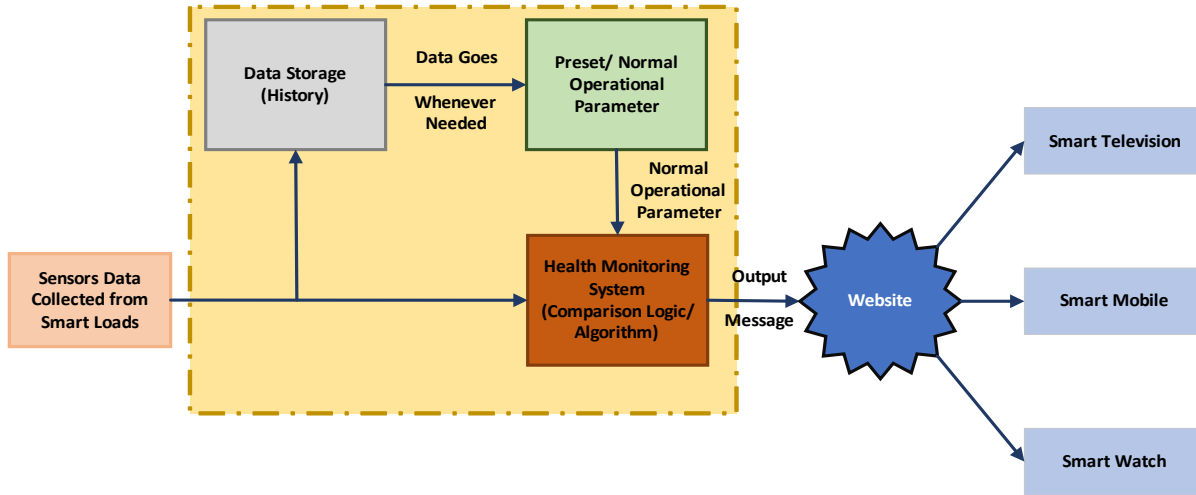 Data Storage
(History)
Data Goes
Whenever
Needed
Preset/ Normal
Operational
Parameter
Normal
Operational
Parameter
Sensors Data
Collected from
Smart Loads
Health Monitoring
System
(Comparison Logic/
Algorithm)
Output
Message
Website
Smart Television
Smart Mobile
Smart Watch